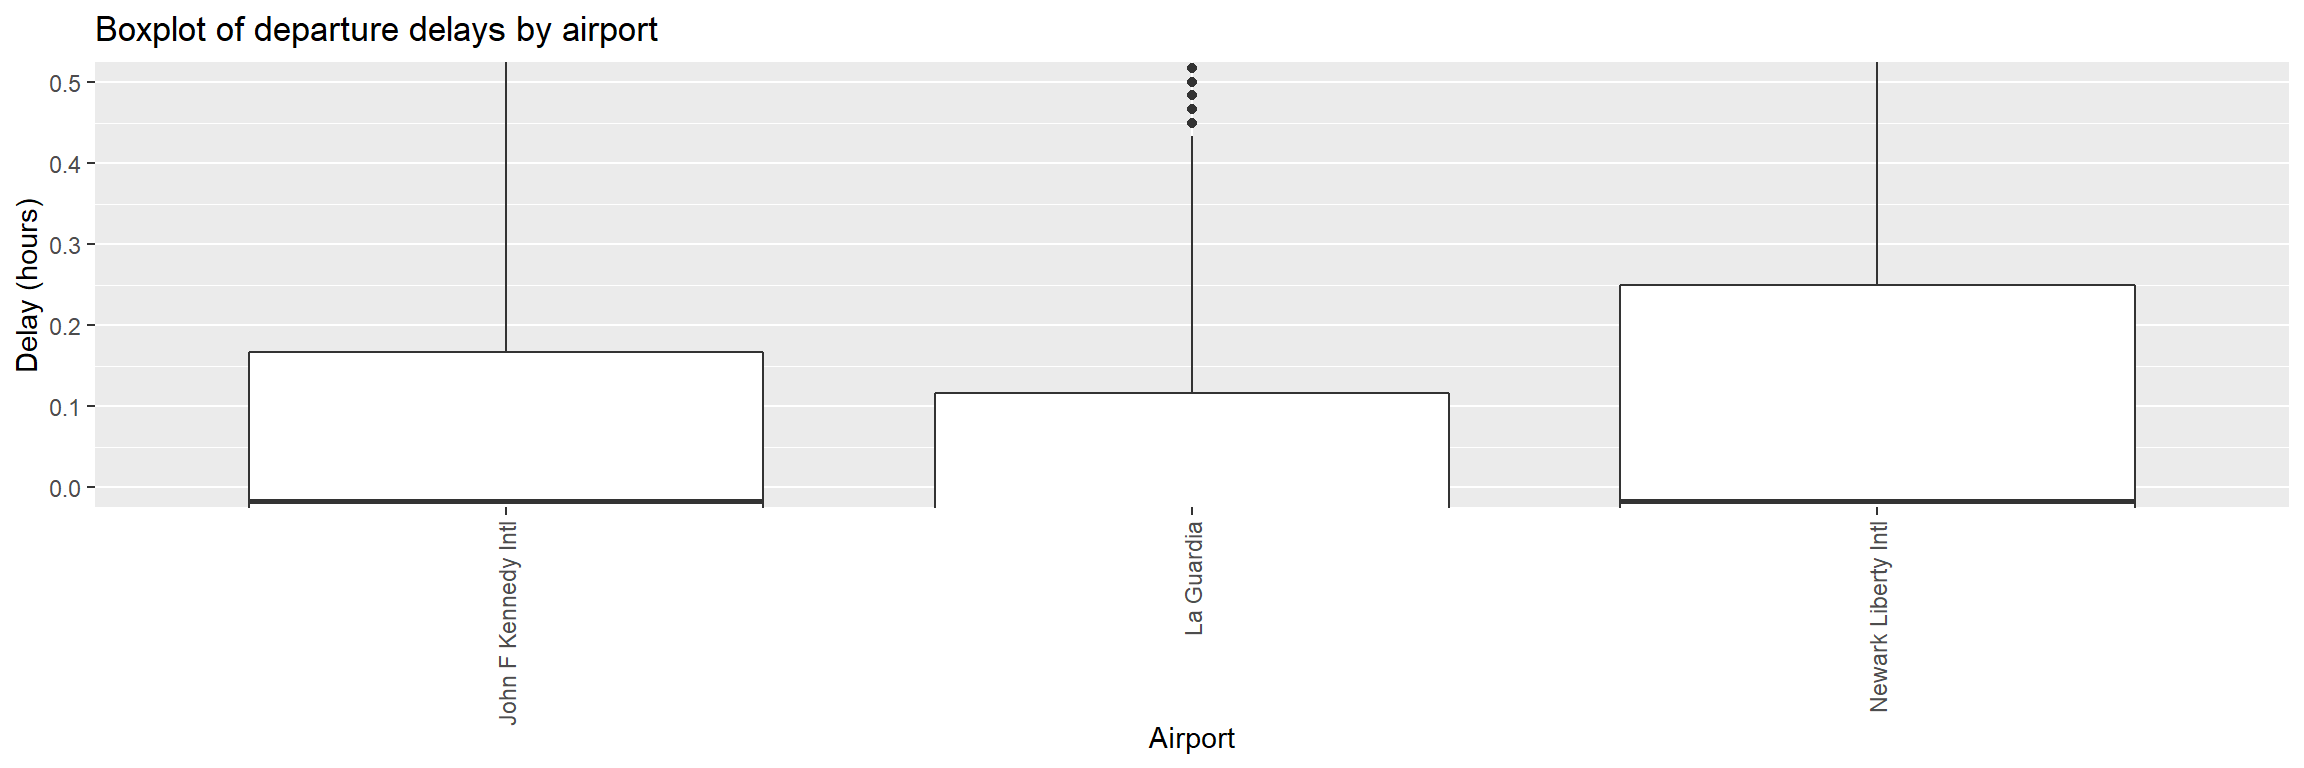 Boxplot of departure delays by airport
Delay (hours)
0.5
0.4
0.3
0.2
0.1
0.0
John F Kennedy Intl
La Guardia
Newark Liberty Intl
Airport